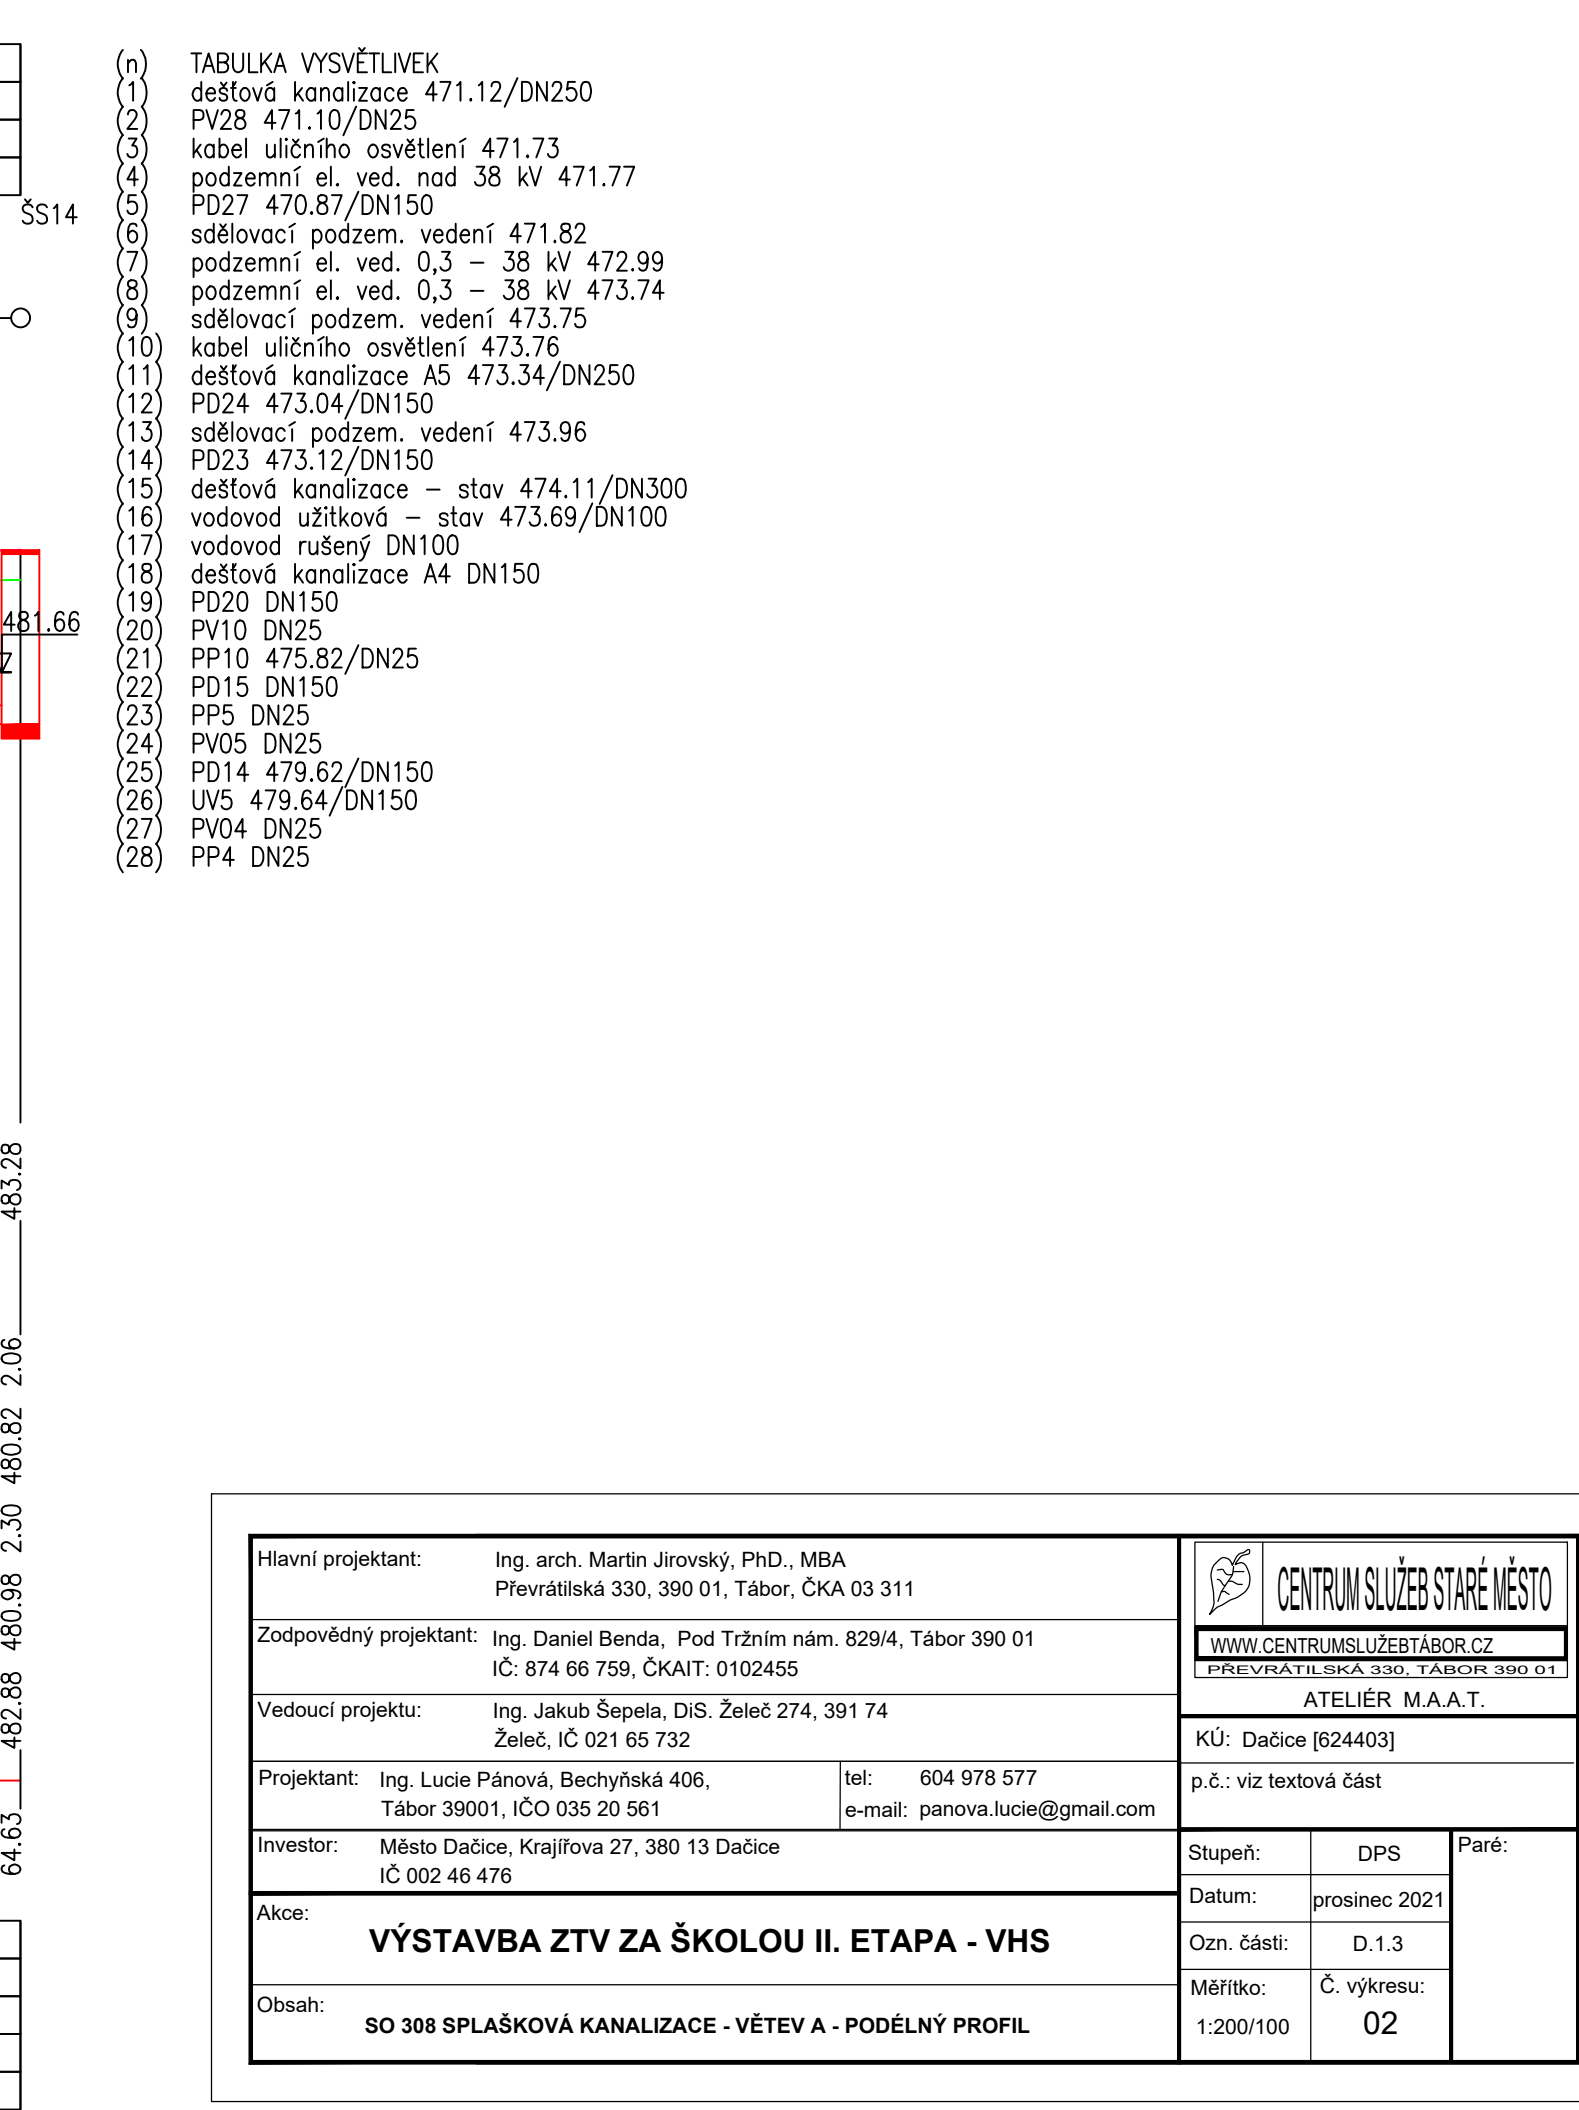 (n) TABULKA VYSVĚTLIVEK
(1) dešťová kanalizace 471.12/DN250
(2) PV28 471.10/DN25
(3) kabel uličního osvětlení 471.73
(4) podzemní el. ved. nad 38 kV 471.77
(5) PD27 470.87/DN150
(6) sdělovací podzem. vedení 471.82
(7) podzemní el. ved. 0,3 – 38 kV 472.99
(8) podzemní el. ved. 0,3 – 38 kV 473.74
(9) sdělovací podzem. vedení 473.75
(10) kabel uličního osvětlení 473.76
(11) dešťová kanalizace A5 473.34/DN250
(12) PD24 473.04/DN150
(13) sdělovací podzem. vedení 473.96
(14) PD23 473.12/DN150
(15) dešťová kanalizace – stav 474.11/DN300
(16) vodovod užitková – stav 473.69/DN100
(17) vodovod rušený DN100
(18) dešťová kanalizace A4 DN150
(19) PD20 DN150
(20) PV10 DN25
(21) PP10 475.82/DN25
(22) PD15 DN150
(23) PP5 DN25
(24) PV05 DN25
(25) PD14 479.62/DN150
(26) UV5 479.64/DN150
(27) PV04 DN25
(28) PP4 DN25
ŠS14
481.66
Z
483.28
2.06
480.82
2.30
480.98
482.88
64.63
Hlavní projektant: Ing. arch. Martin Jirovský, PhD., MBA
Převrátilská 330, 390 01, Tábor, ČKA 03 311
Zodpovědný projektant: Ing. Daniel Benda, Pod Tržním nám. 829/4, Tábor 390 01
IČ: 874 66 759, ČKAIT: 0102455
Vedoucí projektu: Ing. Jakub Šepela, DiS. Želeč 274, 391 74
Želeč, IČ 021 65 732
Projektant: Ing. Lucie Pánová, Bechyňská 406,
Tábor 39001, IČO 035 20 561
tel: 604 978 577
e-mail: panova.lucie@gmail.com
Investor: Město Dačice, Krajířova 27, 380 13 Dačice
IČ 002 46 476
Akce:
VÝSTAVBA ZTV ZA ŠKOLOU II. ETAPA - VHS
Obsah:
SO 308 SPLAŠKOVÁ KANALIZACE - VĚTEV A - PODÉLNÝ PROFIL
CENTRUM SLUŽEB STARÉ MĚSTO
WWW.CENTRUMSLUŽEBTÁBOR.CZ
PŘEVRÁTILSKÁ 330, TÁBOR 390 01
ATELIÉR M.A.A.T.
KÚ: Dačice [624403]
p.č.: viz textová část
Stupeň: DPS
Paré:
Datum: prosinec 2021
Ozn. části: D.1.3
Měřítko: Č. výkresu:
1:200/100 02